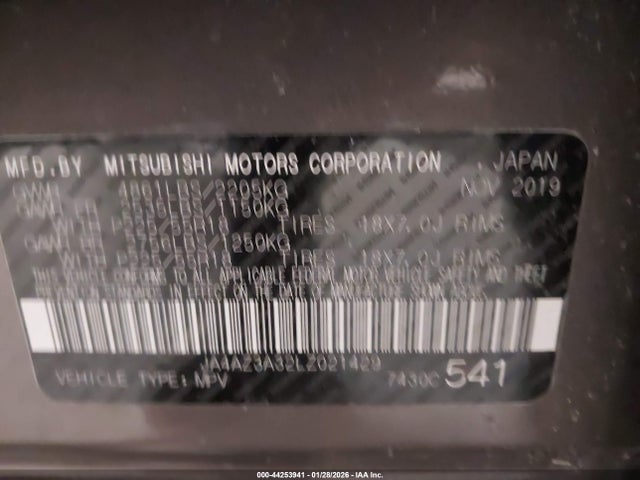 MFD.BY MITSUBISHI MOTORS CORPORATION , JAPAN
GVWR 4861LBS 2205KG NOV 2019
GAWR FR 1150KG
WITH P225/55R18 TIRES 18X7.0J RIMS
GAWR RR 2756LBS 1250KG
WITH P225/55R18 TIRES 18X7.0J RIMS
THIS VEHICLE CONFORMS TO ALL APPLICABLE FEDERAL MOTOR VEHICLE SAFETY AND THEFT
PREVENTION STANDARDS IN EFFECT ON THE DATE OF MANUFACTURE SHOWN ABOVE.
JA4AZ3A32LZ021429
VEHICLE TYPE: MPV 7430C 541
000-44253941 - 01/28/2026 - IAA Inc.